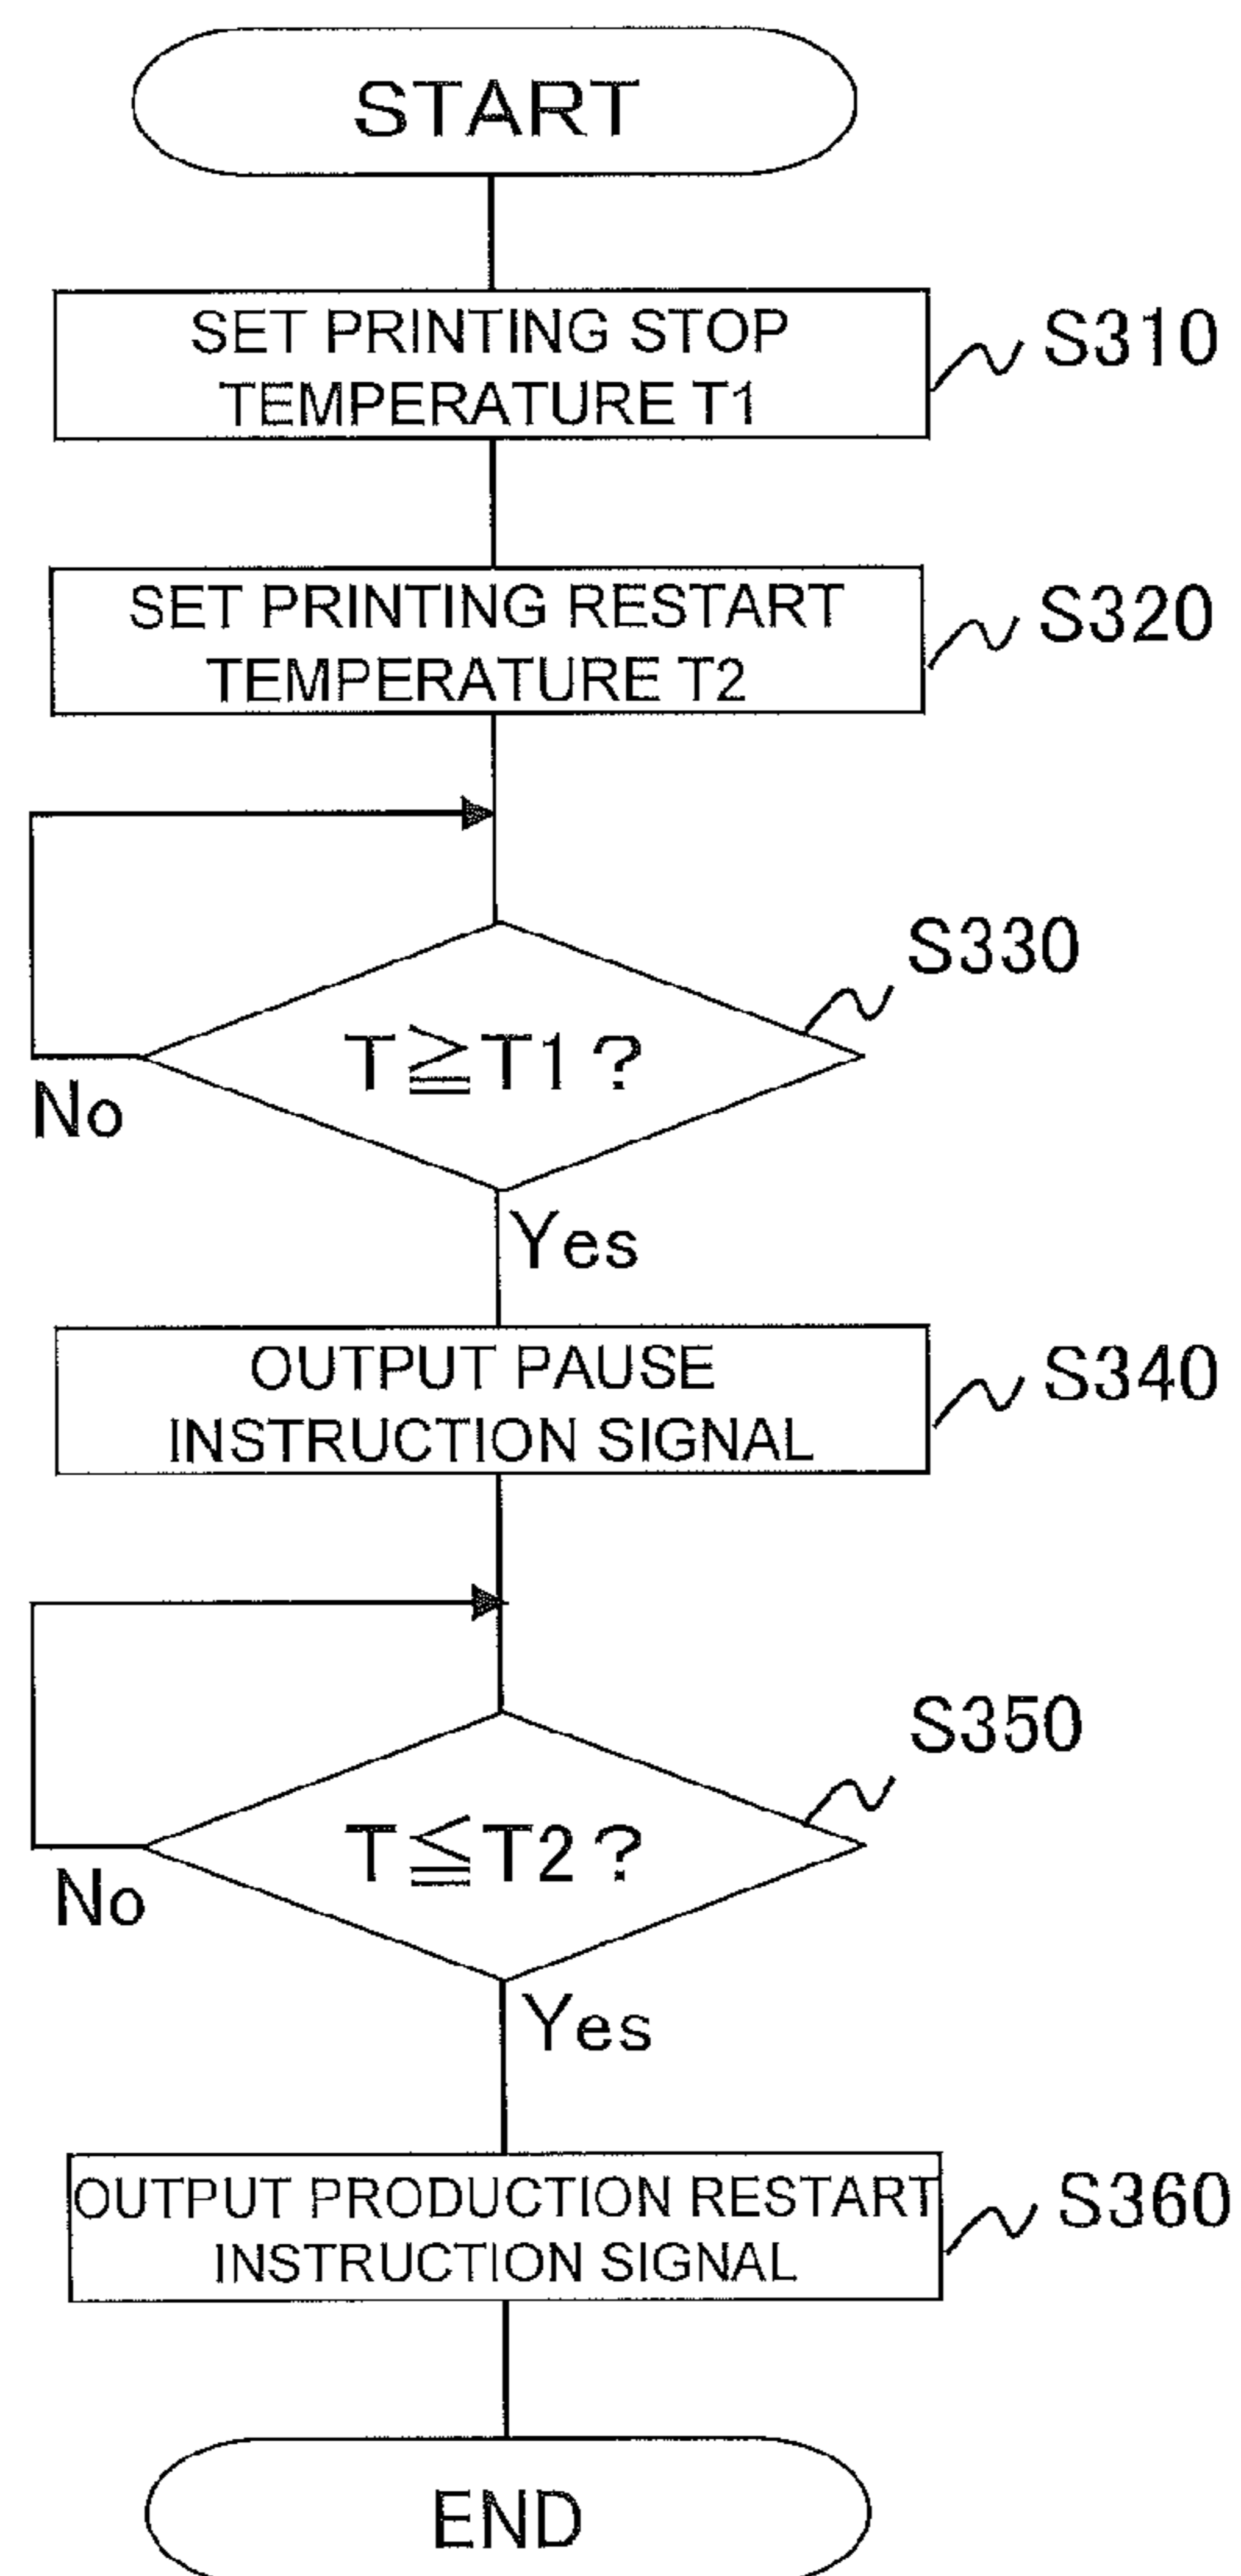 START
SET PRINTING STOP
TEMPERATURE T1
S310
SET PRINTING RESTART
TEMPERATURE T2
S320
S330
T≧T1?
No
Yes
OUTPUT PAUSE
INSTRUCTION SIGNAL
S340
S350
T≦T2?
No
Yes
OUTPUT PRODUCTION RESTART
INSTRUCTION SIGNAL
S360
END